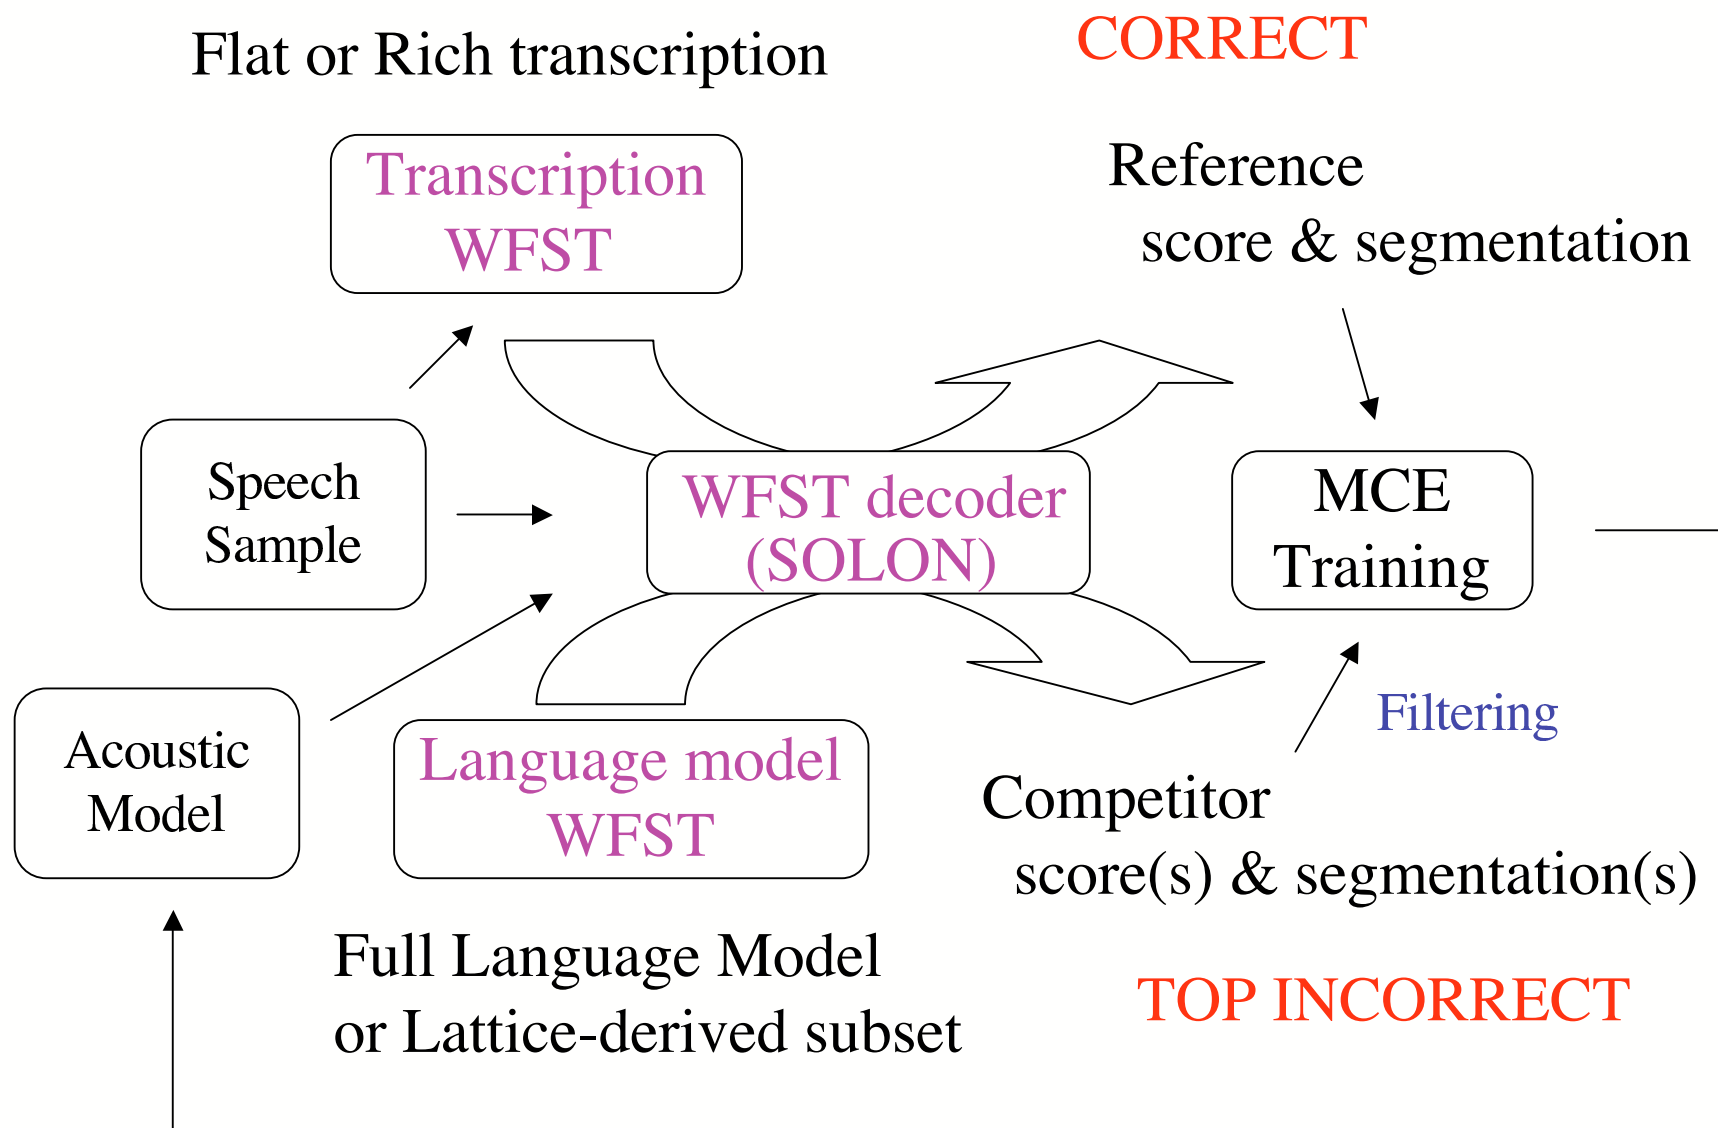 Flat or Rich transcription
CORRECT
Transcription
WFST
Reference
score & segmentation
Speech
Sample
WFST decoder
(SOLON)
MCE
Training
Acoustic
Model
Language model
WFST
Filtering
Competitor
score(s) & segmentation(s)
Full Language Model
or Lattice-derived subset
TOP INCORRECT